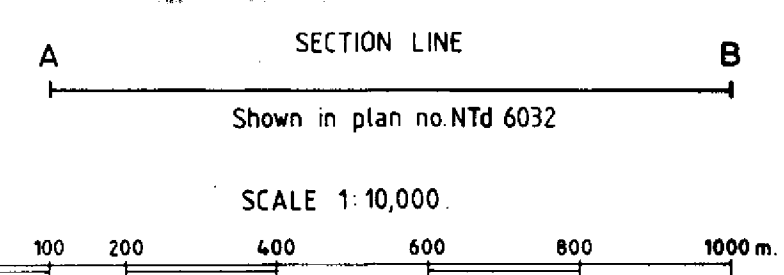 SECTION LINE
A B
Shown in plan no. NTd 6032
SCALE 1:10,000.
100 200 400 600 800 1000 m.